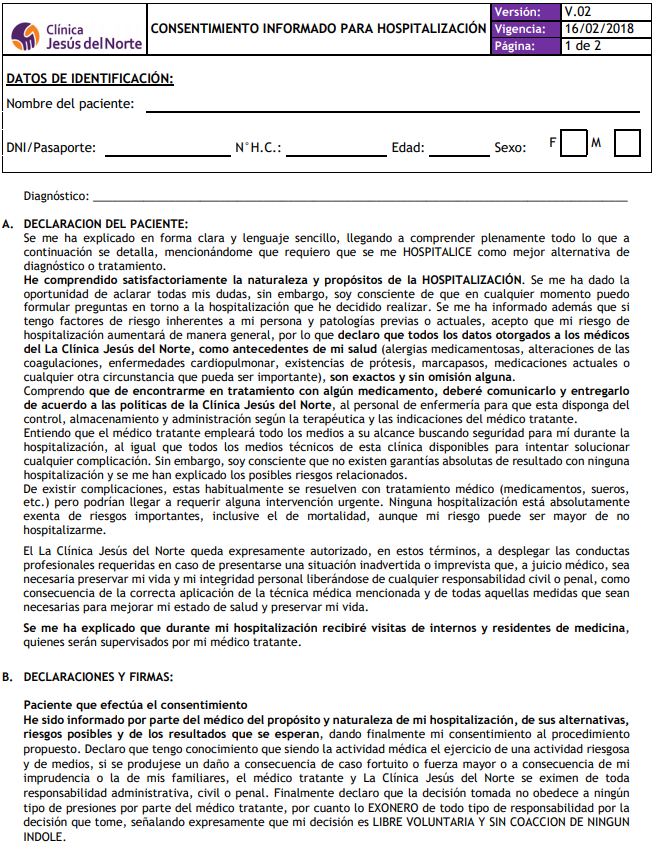 Clínica
Jesús del Norte
CONSENTIMIENTO INFORMADO PARA HOSPITALIZACIÓN
Versión: V.02
Vigencia: 16/02/2018
Página: 1 de 2
DATOS DE IDENTIFICACIÓN:
Nombre del paciente:
DNI/Pasaporte: N°H.C.: Edad: Sexo: F M
Diagnóstico:
A. DECLARACION DEL PACIENTE:
Se me ha explicado en forma clara y lenguaje sencillo, llegando a comprender plenamente todo lo que a
continuación se detalla, mencionándome que requiero que se me HOSPITALICE como mejor alternativa de
diagnóstico o tratamiento.
He comprendido satisfactoriamente la naturaleza y propósitos de la HOSPITALIZACIÓN. Se me ha dado la
oportunidad de aclarar todas mis dudas, sin embargo, soy consciente de que en cualquier momento puedo
formular preguntas en torno a la hospitalización que he decidido realizar. Se me ha informado además que si
tengo factores de riesgo inherentes a mi persona y patologías previas o actuales, acepto que mi riesgo de
hospitalización aumentará de manera general, por lo que declaro que todos los datos otorgados a los médicos
del La Clínica Jesús del Norte, como antecedentes de mi salud (alergias medicamentosas, alteraciones de las
coagulaciones, enfermedades cardiopulmonar, existencias de prótesis, marcapasos, medicaciones actuales o
cualquier otra circunstancia que pueda ser importante), son exactos y sin omisión alguna.
Comprendo que de encontrarme en tratamiento con algún medicamento, deberé comunicarlo y entregarlo
de acuerdo a las políticas de la Clínica Jesús del Norte, al personal de enfermería para que esta disponga del
control, almacenamiento y administración según la terapéutica y las indicaciones del médico tratante.
Entiendo que el médico tratante empleará todo los medios a su alcance buscando seguridad para mí durante la
hospitalización, al igual que todos los medios técnicos de esta clínica disponibles para intentar solucionar
cualquier complicación. Sin embargo, soy consciente que no existen garantías absolutas de resultado con ninguna
hospitalización y se me han explicado los posibles riesgos relacionados.
De existir complicaciones, estas habitualmente se resuelven con tratamiento médico (medicamentos, sueros,
etc.) pero podrían llegar a requerir alguna intervención urgente. Ninguna hospitalización está absolutamente
exenta de riesgos importantes, inclusive el de mortalidad, aunque mi riesgo puede ser mayor de no
hospitalizarme.
El La Clínica Jesús del Norte queda expresamente autorizado, en estos términos, a desplegar las conductas
profesionales requeridas en caso de presentarse una situación inadvertida o imprevista que, a juicio médico, sea
necesaria preservar mi vida y mi integridad personal liberándose de cualquier responsabilidad civil o penal, como
consecuencia de la correcta aplicación de la técnica médica mencionada y de todas aquellas medidas que sean
necesarias para mejorar mi estado de salud y preservar mi vida.
Se me ha explicado que durante mi hospitalización recibiré visitas de internos y residentes de medicina,
quienes serán supervisados por mi médico tratante.
B. DECLARACIONES Y FIRMAS:
Paciente que efectúa el consentimiento
He sido informado por parte del médico del propósito y naturaleza de mi hospitalización, de sus alternativas,
riesgos posibles y de los resultados que se esperan, dando finalmente mi consentimiento al procedimiento
propuesto. Declaro que tengo conocimiento que siendo la actividad médica el ejercicio de una actividad riesgosa
y de medios, si se produjese un daño a consecuencia de caso fortuito o fuerza mayor o a consecuencia de mi
imprudencia o la de mis familiares, el médico tratante y La Clínica Jesús del Norte se eximen de toda
responsabilidad administrativa, civil o penal. Finalmente declaro que la decisión tomada no obedece a ningún
tipo de presiones por parte del médico tratante, por cuanto lo EXONERO de todo tipo de responsabilidad por la
decisión que tome, señalando expresamente que mi decisión es LIBRE VOLUNTARIA Y SIN COACCION DE NINGUN
INDOLE.